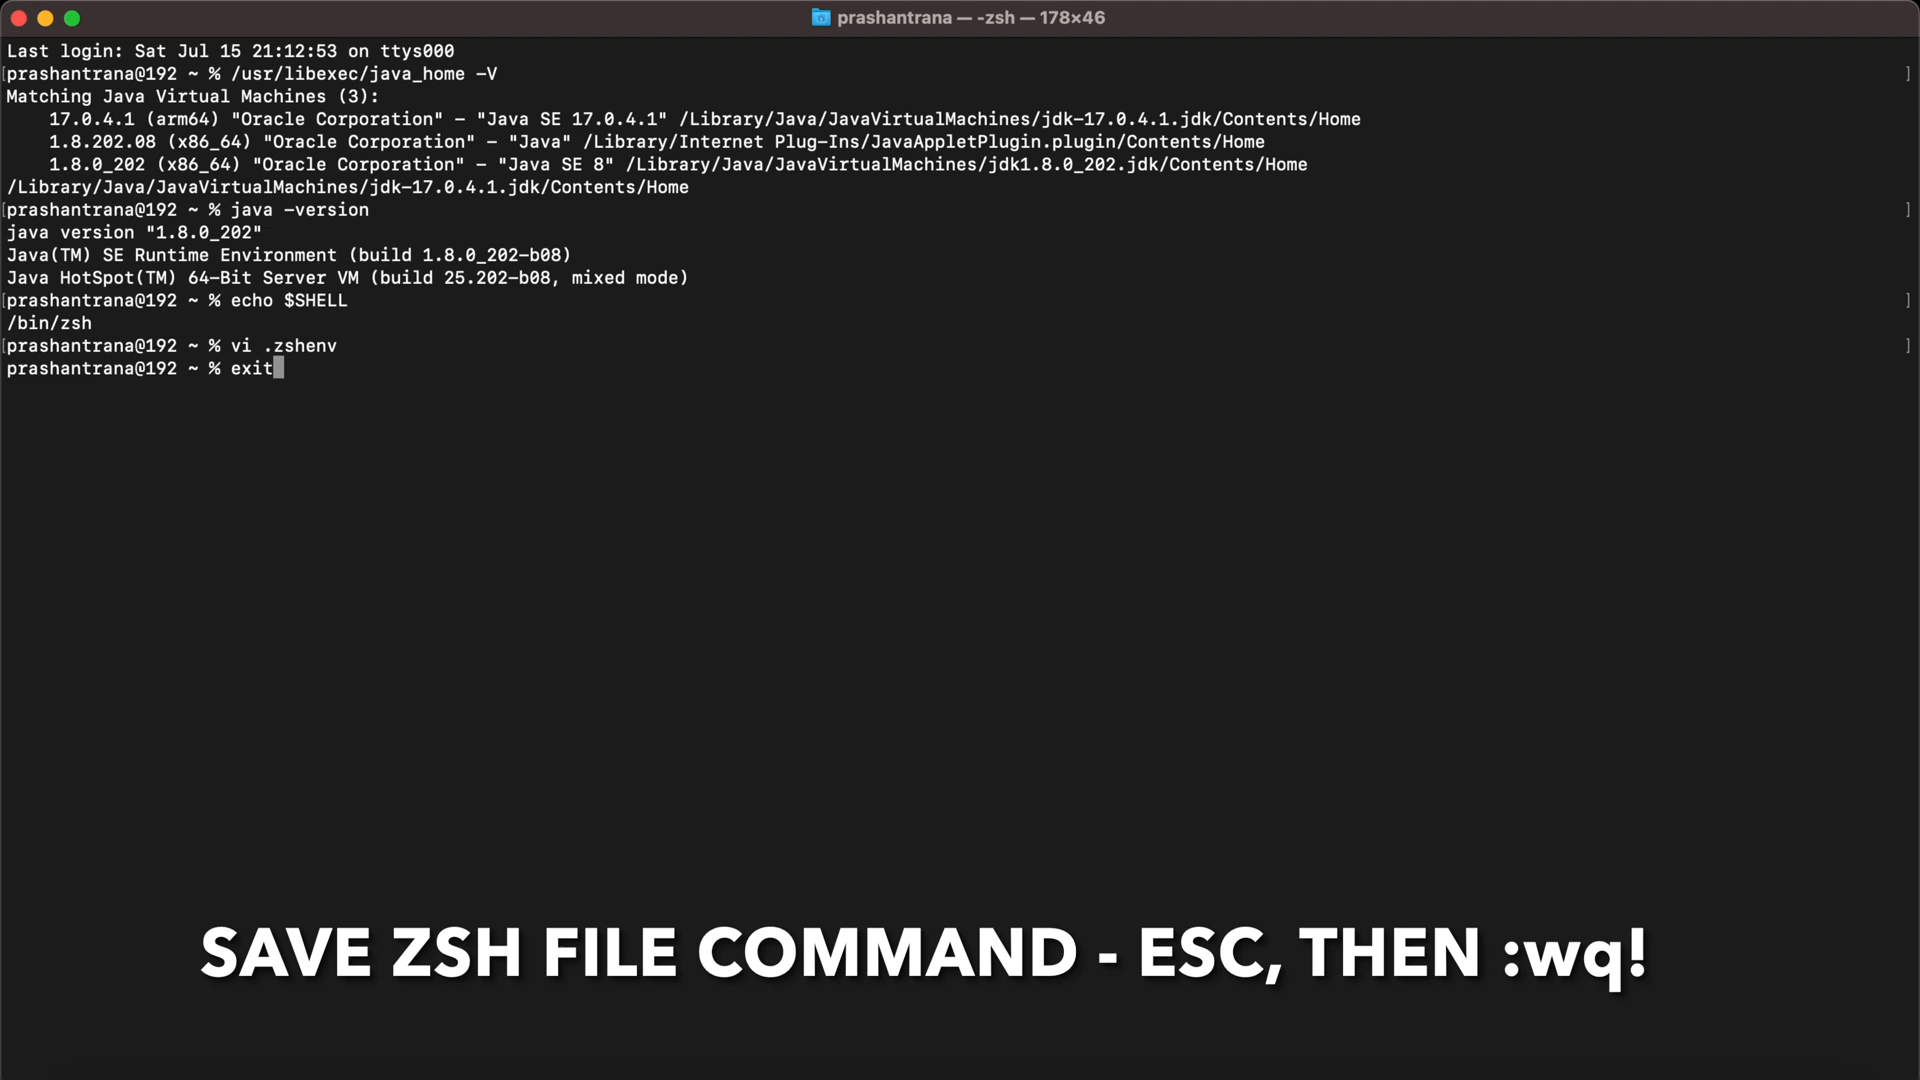 prashantrana — -zsh — 178×46
Last login: Sat Jul 15 21:12:53 on ttys000
[prashantrana@192 ~ % /usr/libexec/java_home -V ]
Matching Java Virtual Machines (3):
    17.0.4.1 (arm64) "Oracle Corporation" - "Java SE 17.0.4.1" /Library/Java/JavaVirtualMachines/jdk-17.0.4.1.jdk/Contents/Home
    1.8.202.08 (x86_64) "Oracle Corporation" - "Java" /Library/Internet Plug-Ins/JavaAppletPlugin.plugin/Contents/Home
    1.8.0_202 (x86_64) "Oracle Corporation" - "Java SE 8" /Library/Java/JavaVirtualMachines/jdk1.8.0_202.jdk/Contents/Home
/Library/Java/JavaVirtualMachines/jdk-17.0.4.1.jdk/Contents/Home
[prashantrana@192 ~ % java -version ]
java version "1.8.0_202"
Java(TM) SE Runtime Environment (build 1.8.0_202-b08)
Java HotSpot(TM) 64-Bit Server VM (build 25.202-b08, mixed mode)
[prashantrana@192 ~ % echo $SHELL ]
/bin/zsh
[prashantrana@192 ~ % vi .zshenv ]
prashantrana@192 ~ % exit
SAVE ZSH FILE COMMAND - ESC, THEN :wq!